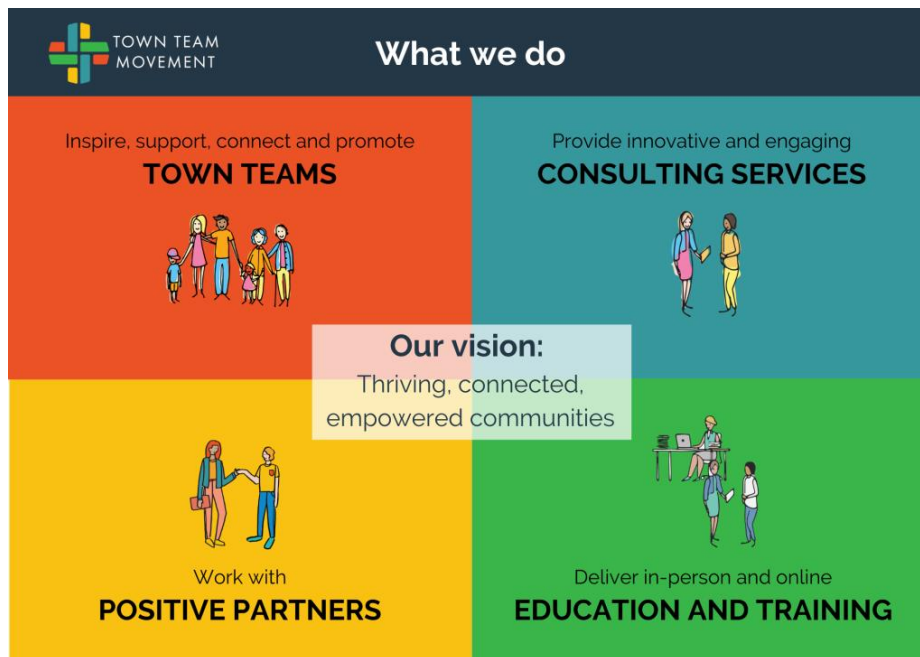 TOWN TEAM
MOVEMENT
What we do
Inspire, support, connect and promote
TOWN TEAMS
Provide innovative and engaging
CONSULTING SERVICES
Our vision:
Thriving, connected,
empowered communities
Work with
POSITIVE PARTNERS
Deliver in-person and online
EDUCATION AND TRAINING